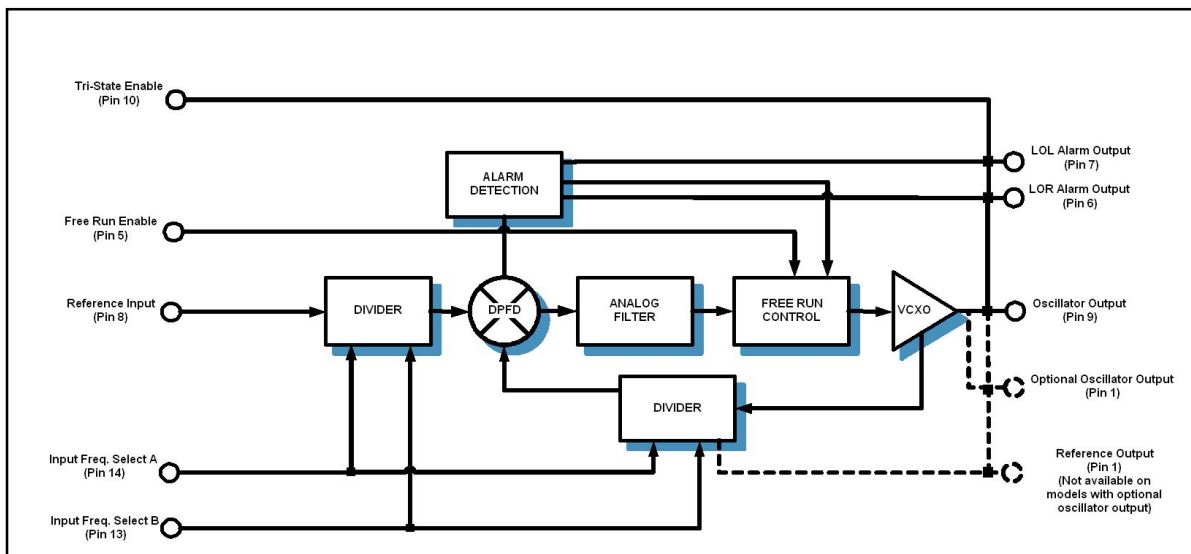 Tri-State Enable
(Pin 10)
LOL Alarm Output
(Pin 7)
ALARM
DETECTION
LOR Alarm Output
(Pin 6)
Free Run Enable
(Pin 5)
Reference Input
(Pin 8)
DIVIDER
DPFD
ANALOG
FILTER
FREE RUN
CONTROL
VCXO
Oscillator Output
(Pin 9)
Optional Oscillator Output
(Pin 1)
DIVIDER
Input Freq. Select A
(Pin 14)
Reference Output
(Pin 1)
(Not available on
models with optional
oscillator output)
Input Freq. Select B
(Pin 13)